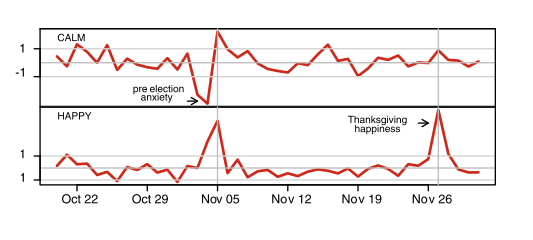 CALM
1
-1
pre election
anxiety
HAPPY
Thanksgiving
happiness
1
1
Oct 22 Oct 29 Nov 05 Nov 12 Nov 19 Nov 26